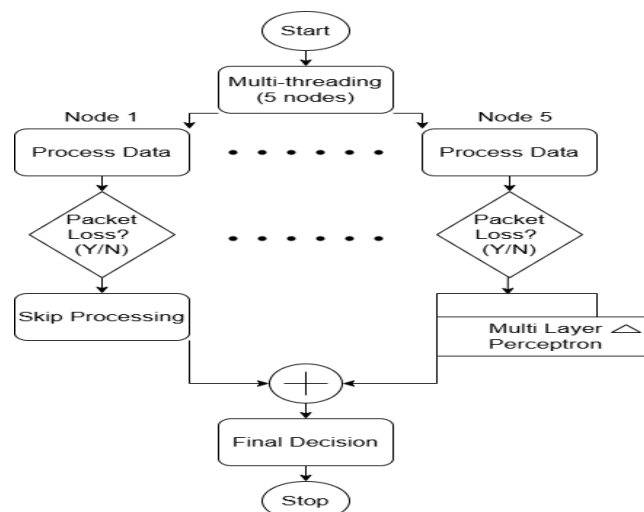 Start
Multi-threading
(5 nodes)
Node 1
Node 5
Process Data
Process Data
Packet
Loss?
(Y/N)
Packet
Loss?
(Y/N)
Skip Processing
Multi Layer
Perceptron
Final Decision
Stop